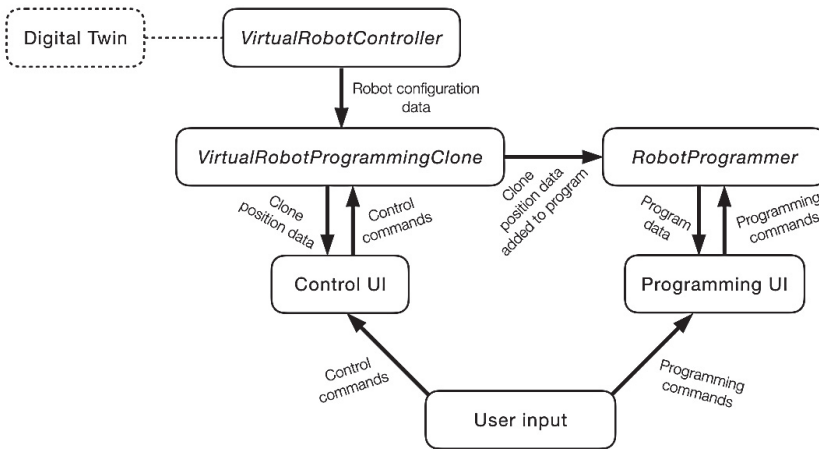 Digital Twin
VirtualRobotController
Robot configuration
data
VirtualRobotProgrammingClone
RobotProgrammer
Clone
position data
added to program
Clone
position data
Control
commands
Program
data
Programming
commands
Control UI
Programming UI
Control
commands
Programming
commands
User input